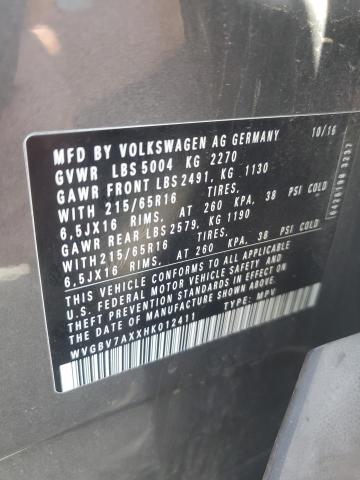 MFD BY VOLKSWAGEN AG GERMANY 10/16
GVWR LBS 5004 KG 2270
GAWR FRONT LBS 2491, KG 1130
WITH 215/65R16 TIRES,
6,5JX16 RIMS, AT 260 KPA, 38 PSI COLD
GAWR REAR LBS 2579, KG 1190
WITH 215/65R16 TIRES,
6.5JX16 RIMS, AT 260 KPA, 38 PSI COLD
THIS VEHICLE CONFORMS TO ALL APPLICABLE
U.S. FEDERAL MOTOR VEHICLE SAFETY AND
THEFT PREVENTION STANDARDS IN EFFECT ON
THE DATE OF MANUFACTURE SHOWN ABOVE
WVGBV7AXXHK012411 TYPE: MPV